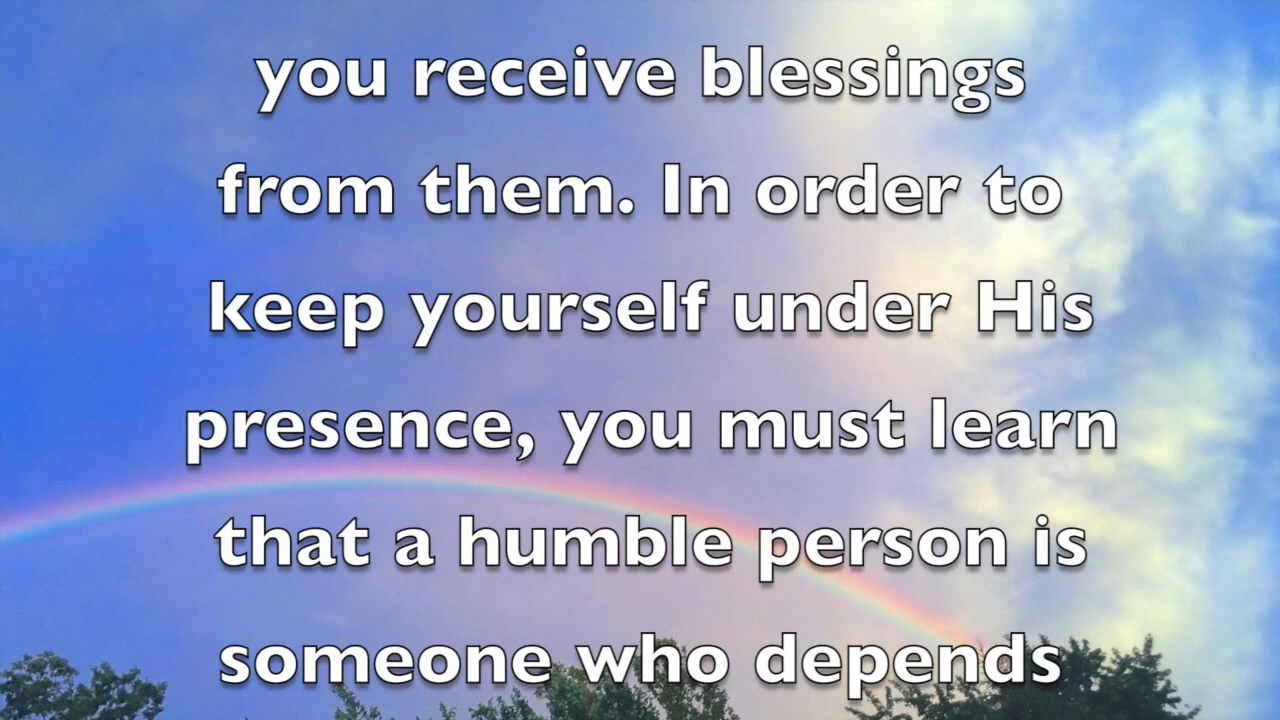 you receive blessings
from them. In order to
keep yourself under His
presence, you must learn
that a humble person is
someone who depends